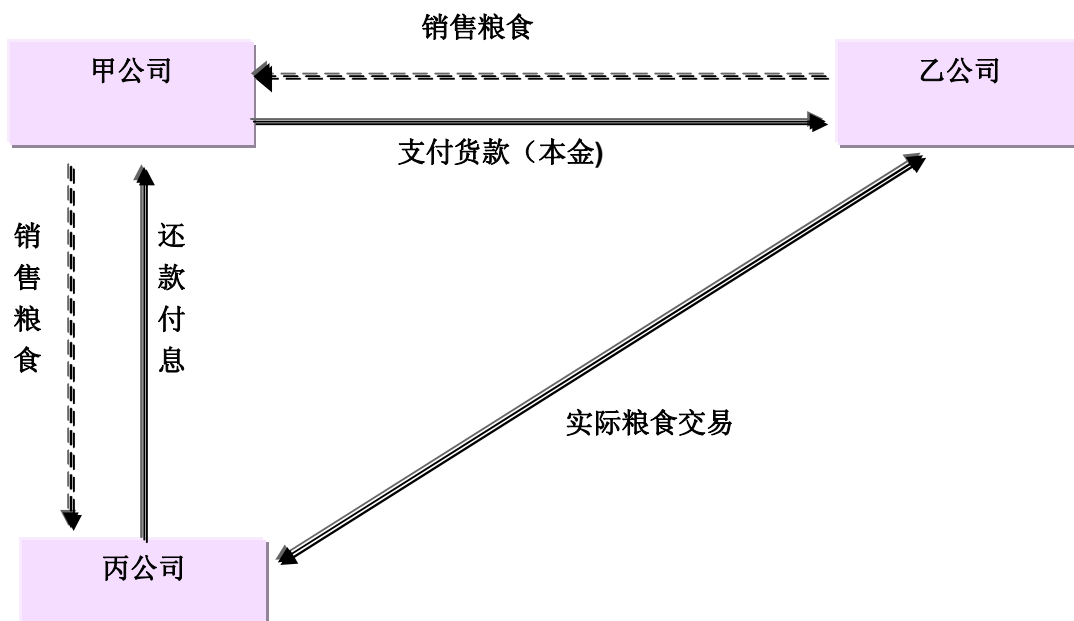 销售粮食
甲公司
乙公司
支付货款（本金)
销售粮食
还款付息
实际粮食交易
丙公司